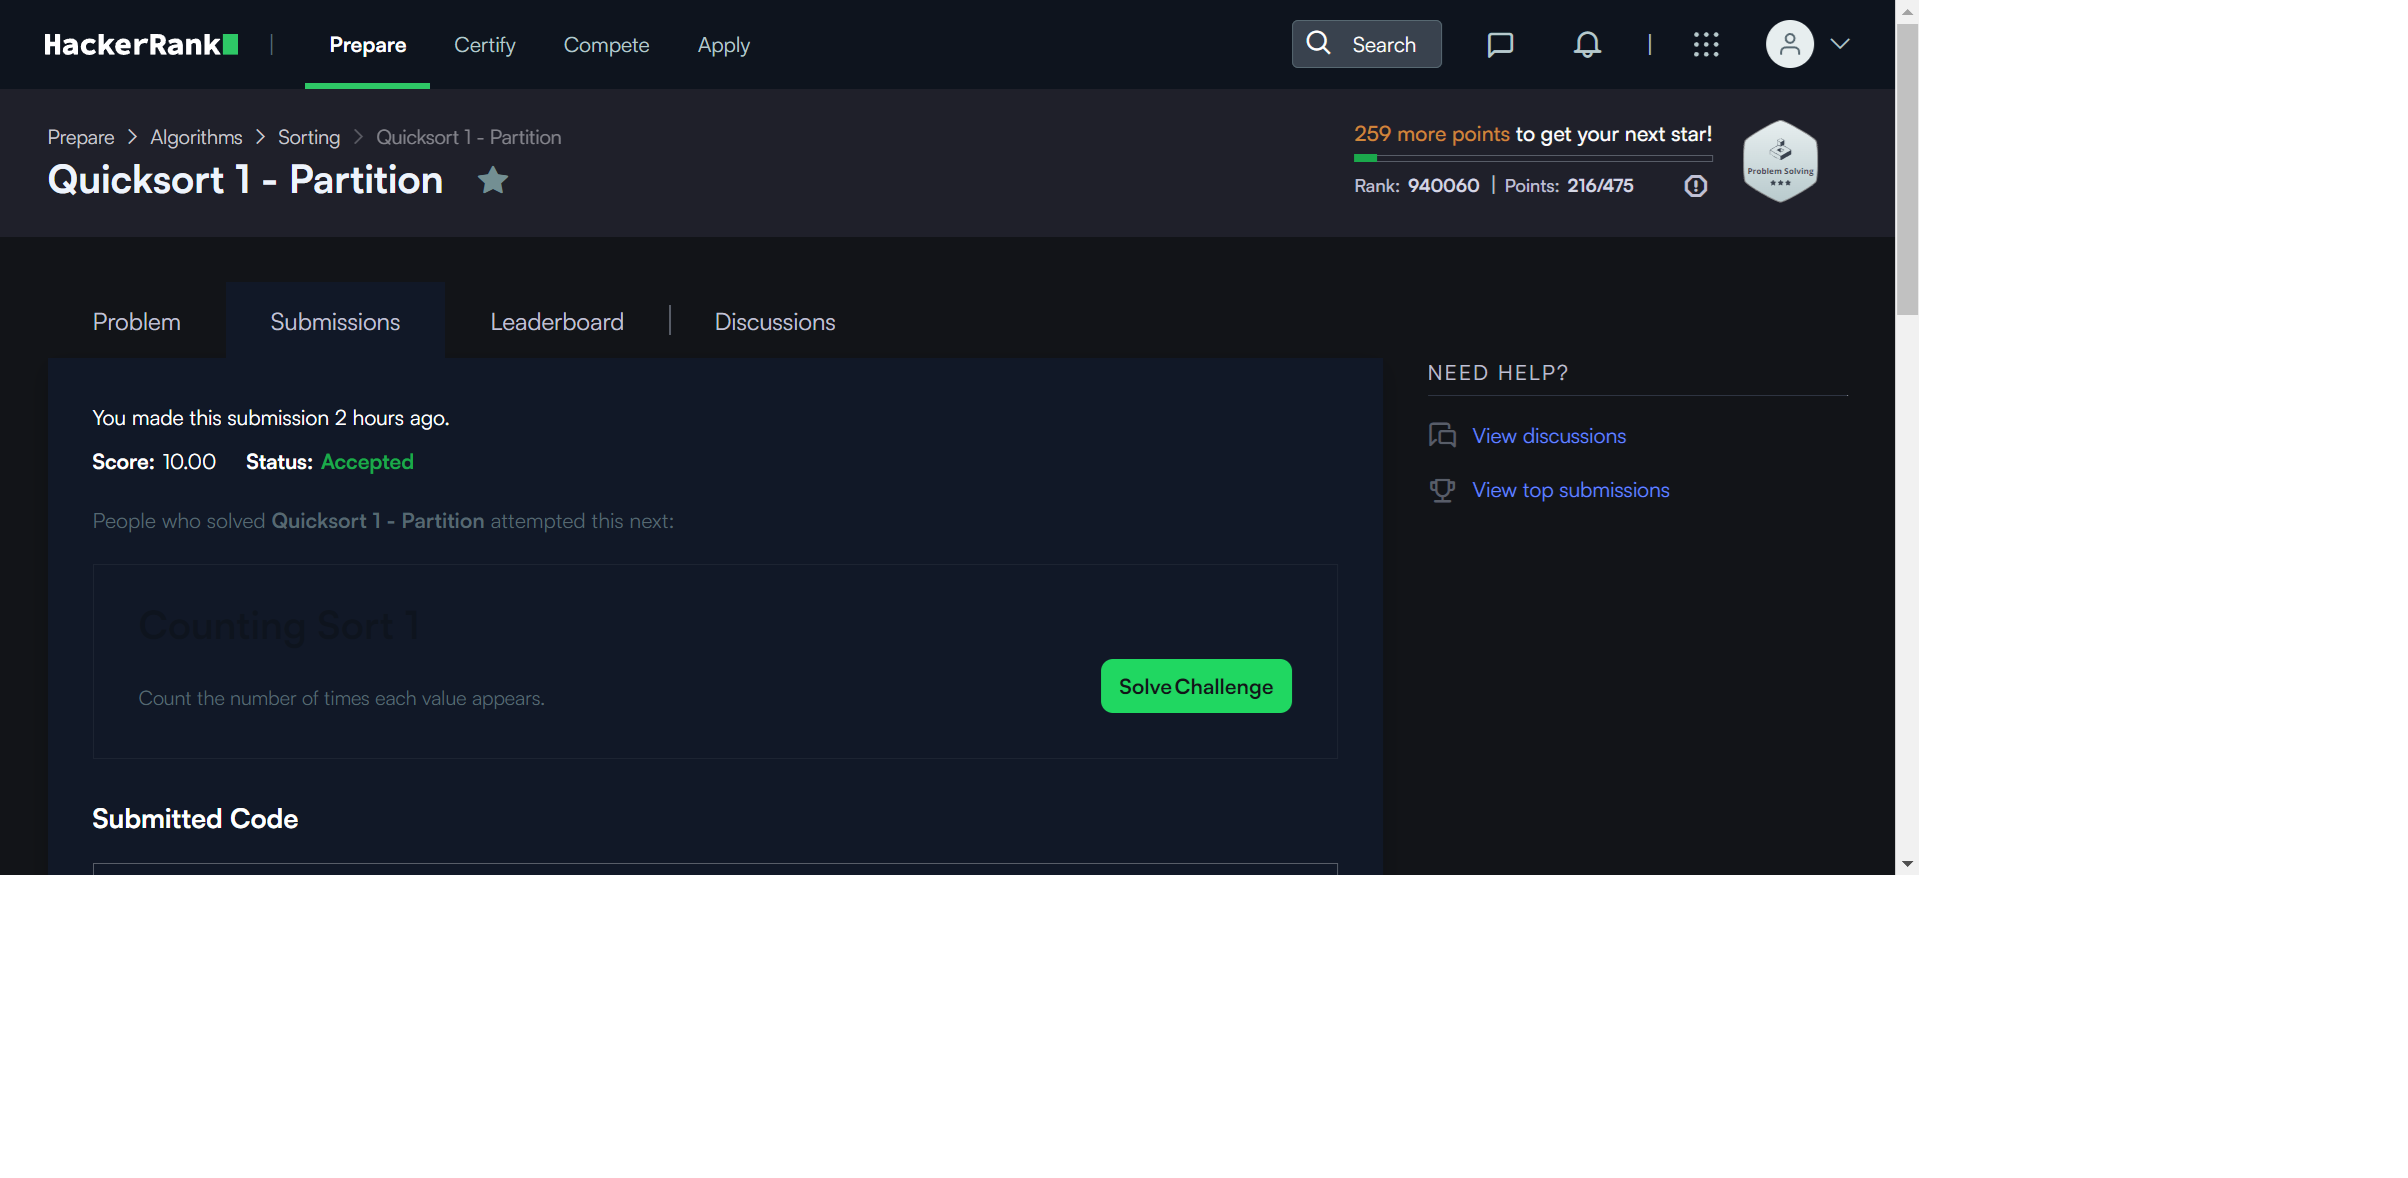 HackerRank | Prepare Certify Compete Apply Search |
Prepare > Algorithms > Sorting > Quicksort 1 - Partition
Quicksort 1 - Partition
259 more points to get your next star!
Rank: 940060 | Points: 216/475
Problem Solving
Problem Submissions Leaderboard | Discussions
You made this submission 2 hours ago.
Score: 10.00 Status: Accepted
People who solved Quicksort 1 - Partition attempted this next:
Counting Sort 1
Count the number of times each value appears.
Solve Challenge
Submitted Code
NEED HELP?
View discussions
View top submissions